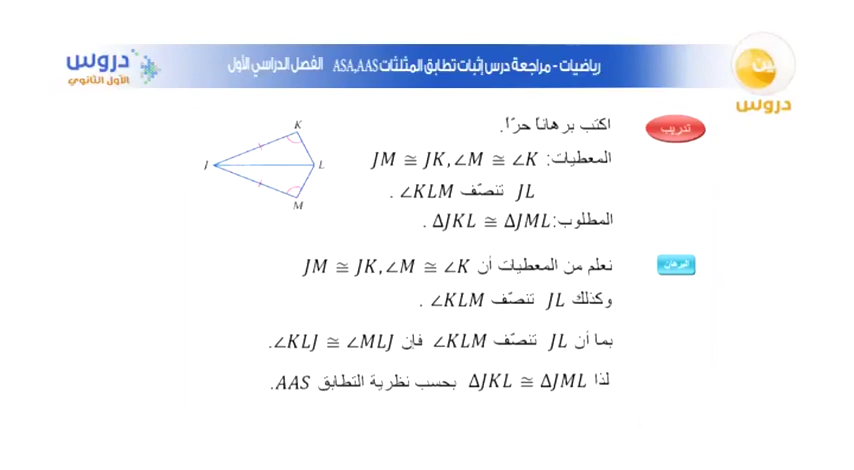 دروس
الأول الثانوي
رياضيات - مراجعة درس إثبات تطابق المثلثات ASA,AAS الفصل الدراسي الأول
عين
دروس
تدريب
اكتب برهاناً حرّاً.
المعطيات: JM ≅ JK, ∠M ≅ ∠K
JL تنصّف ∠KLM .
المطلوب: ΔJKL ≅ ΔJML .
K
J
L
M
البرهان
نعلم من المعطيات أن JM ≅ JK, ∠M ≅ ∠K
وكذلك JL تنصّف ∠KLM .
بما أن JL تنصّف ∠KLM فإن ∠KLJ ≅ ∠MLJ.
لذا ΔJKL ≅ ΔJML بحسب نظرية التطابق AAS.